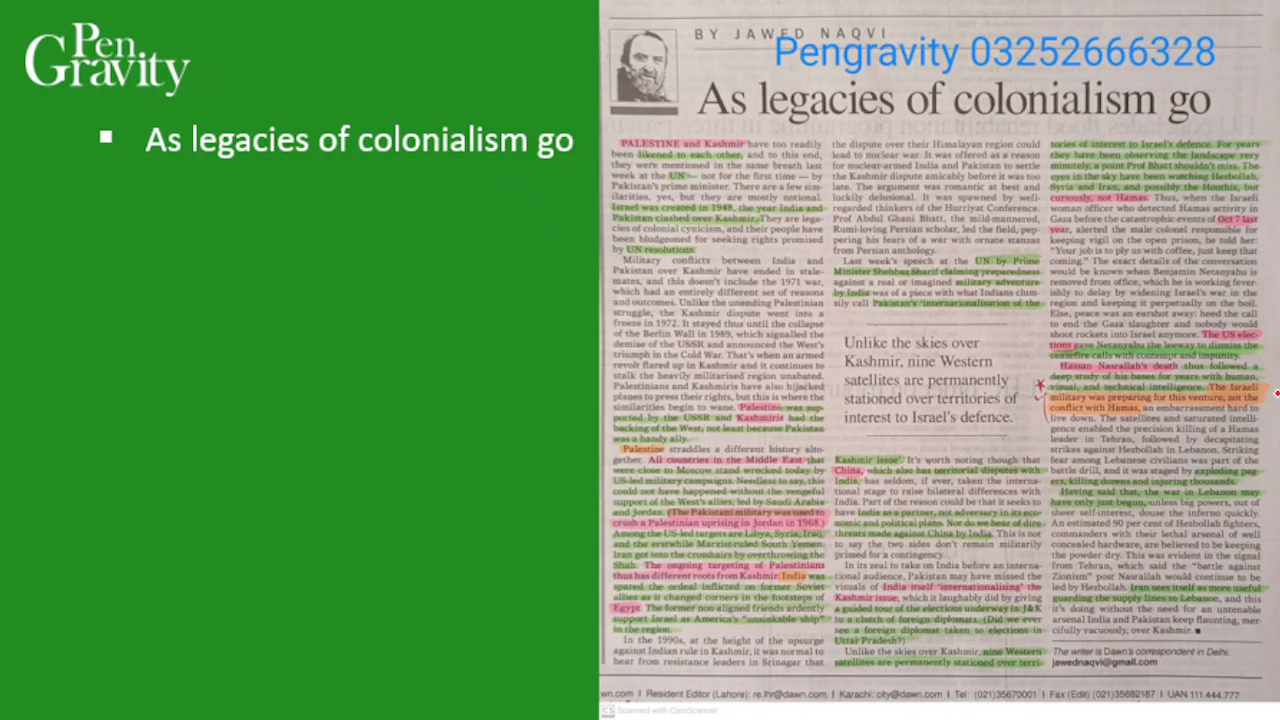 Pen
Gravity
▪ As legacies of colonialism go
BY JAWED NAQVI
Pengravity 03252666328
As legacies of colonialism go
PALESTINE and Kashmir have too readily
been likened to each other, and to this end,
they were mentioned in the same breath last
week at the UN — not for the first time — by
Pakistan's prime minister. There are a few sim-
ilarities, yes, but they are mostly notional.
Israel was created in 1948, the year India and
Pakistan clashed over Kashmir. They are lega-
cies of colonial cynicism, and their people have
been bludgeoned for seeking rights promised
by UN resolutions.
Military conflicts between India and
Pakistan over Kashmir have ended in stale-
mates, and this doesn't include the 1971 war,
which had an entirely different set of reasons
and outcomes. Unlike the unending Palestinian
struggle, the Kashmir dispute went into a
freeze in 1972. It stayed thus until the collapse
of the Berlin Wall in 1989, which signalled the
demise of the USSR and announced the West's
triumph in the Cold War. That's when an armed
revolt flared up in Kashmir and it continues to
stalk the heavily militarised region unabated.
Palestinians and Kashmiris have also hijacked
planes to press their rights, but this is where the
similarities begin to wane. Palestine was sup-
ported by the USSR and Kashmiris had the
backing of the West, not least because Pakistan
was a handy ally.
Palestine straddles a different history alto-
gether. All countries in the Middle East that
were close to Moscow stand wrecked today by
US-led military campaigns. Needless to say, this
could not have happened without the vengeful
support of the West's allies, led by Saudi Arabia
and Jordan. (The Pakistani military was used to
crush a Palestinian uprising in Jordan in 1968.)
Among the US-led targets are Libya, Syria, Iraq,
and the erstwhile Marxist-ruled South Yemen.
Iran got into the crosshairs by overthrowing the
Shah. The ongoing targeting of Palestinians
thus has different roots from Kashmir. India was
spared the ordeal inflicted on former Soviet
allies as it changed corners in the footsteps of
Egypt. The former non-aligned friends ardently
support Israel as America's "unsinkable ship"
in the region.
In the 1990s, at the height of the upsurge
against Indian rule in Kashmir, it was normal to
hear from resistance leaders in Srinagar that
the dispute over their Himalayan region could
lead to nuclear war. It was offered as a reason
for nuclear-armed India and Pakistan to settle
the Kashmir dispute amicably before it was too
late. The argument was romantic at best and
luckily delusional. It was spawned by well-
regarded thinkers of the Hurriyat Conference.
Prof Abdul Ghani Bhatt, the mild-mannered,
Rumi-loving Persian scholar, led the field, pep-
pering his fears of a war with ornate stanzas
from Persian anthology.
Last week's speech at the UN by Prime
Minister Shehbaz Sharif claiming preparedness
against a real or imagined military adventure
by India was of a piece with what Indians clum-
sily call Pakistan's 'internationalisation of the
Unlike the skies over
Kashmir, nine Western
satellites are permanently
stationed over territories of
interest to Israel's defence.
Kashmir issue'. It's worth noting though that
China, which also has territorial disputes with
India, has seldom, if ever, taken the interna-
tional stage to raise bilateral differences with
India. Part of the reason could be that it seeks to
have India as a partner, not adversary in its eco-
nomic and political plans. Nor do we hear of dire
threats made against China by India. This is not
to say the two sides don't remain militarily
primed for a contingency.
In its zeal to take on India before an interna-
tional audience, Pakistan may have missed the
visuals of India itself 'internationalising' the
Kashmir issue, which it laughably did by giving
a guided tour of the elections underway in J&K
to a clutch of foreign diplomats. (Did we ever
see a foreign diplomat taken to elections in
Uttar Pradesh?)
Unlike the skies over Kashmir, nine Western
satellites are permanently stationed over terri-
tories of interest to Israel's defence. For years
they have been observing the landscape very
minutely, a point Prof Bhatt shouldn't miss. The
eyes in the sky have been watching Hezbollah,
Syria and Iran, and possibly the Houthis, but
curiously, not Hamas. Thus, when the Israeli
woman officer who detected Hamas activity in
Gaza before the catastrophic events of Oct 7 last
year, alerted the male colonel responsible for
keeping vigil on the open prison, he told her:
"Your job is to ply us with coffee, just keep that
coming." The exact details of the conversation
would be known when Benjamin Netanyahu is
removed from office, which he is working fever-
ishly to delay by widening Israel's war in the
region and keeping it perpetually on the boil.
Else, peace was an earshot away: heed the call
to end the Gaza slaughter and nobody would
shoot rockets into Israel anymore. The US elec-
tions gave Netanyahu the leeway to dismiss the
ceasefire calls with contempt and impunity.
Hassan Nasrallah's death thus followed a
deep study of his bases for years with human,
visual, and technical intelligence. The Israeli
military was preparing for this venture, not the
conflict with Hamas, an embarrassment hard to
live down. The satellites and saturated intelli-
gence enabled the precision killing of a Hamas
leader in Tehran, followed by decapitating
strikes against Hezbollah in Lebanon. Striking
fear among Lebanese civilians was part of the
battle drill, and it was staged by exploding pag-
ers, killing dozens and injuring thousands.
Having said that, the war in Lebanon may
have only just begun, unless big powers, out of
sheer self-interest, douse the inferno quickly.
An estimated 90 per cent of Hezbollah fighters,
commanders with their lethal arsenal of well
concealed hardware, are believed to be keeping
the powder dry. This was evident in the signal
from Tehran, which said the "battle against
Zionism" post Nasrallah would continue to be
led by Hezbollah. Iran sees itself as more useful
guarding the supply lines to Lebanon, and this
it's doing without the need for an untenable
arsenal India and Pakistan keep flaunting, mer-
cifully vacuously, over Kashmir. ■
The writer is Dawn's correspondent in Delhi.
jawednaqvi@gmail.com
wn.com | Resident Editor (Lahore): re.lhr@dawn.com | Karachi: city@dawn.com | Tel: (021)35670001 | Fax (Edit) (021)35682187 | UAN 111 444 777
CS Scanned with CamScanner